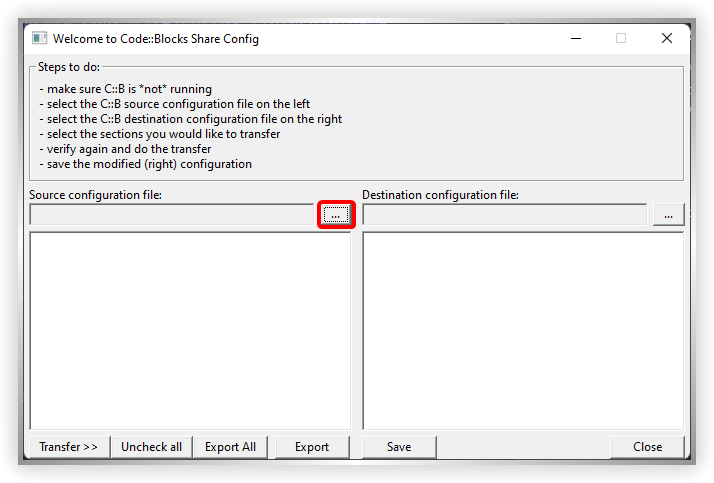 Welcome to Code::Blocks Share Config
Steps to do:
- make sure C::B is *not* running
- select the C::B source configuration file on the left
- select the C::B destination configuration file on the right
- select the sections you would like to transfer
- verify again and do the transfer
- save the modified (right) configuration
Source configuration file:
...
Destination configuration file:
...
Transfer >>
Uncheck all
Export All
Export
Save
Close